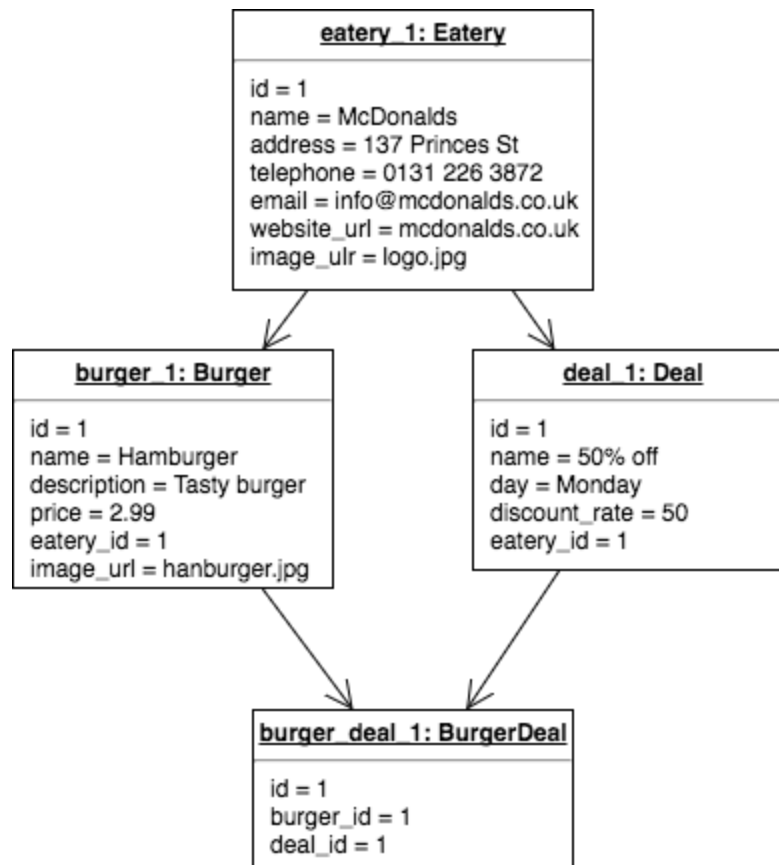 eatery_1: Eatery
id = 1
name = McDonalds
address = 137 Princes St
telephone = 0131 226 3872
email = info@mcdonalds.co.uk
website_url = mcdonalds.co.uk
image_ulr = logo.jpg
burger_1: Burger
id = 1
name = Hamburger
description = Tasty burger
price = 2.99
eatery_id = 1
image_url = hanburger.jpg
deal_1: Deal
id = 1
name = 50% off
day = Monday
discount_rate = 50
eatery_id = 1
burger_deal_1: BurgerDeal
id = 1
burger_id = 1
deal_id = 1